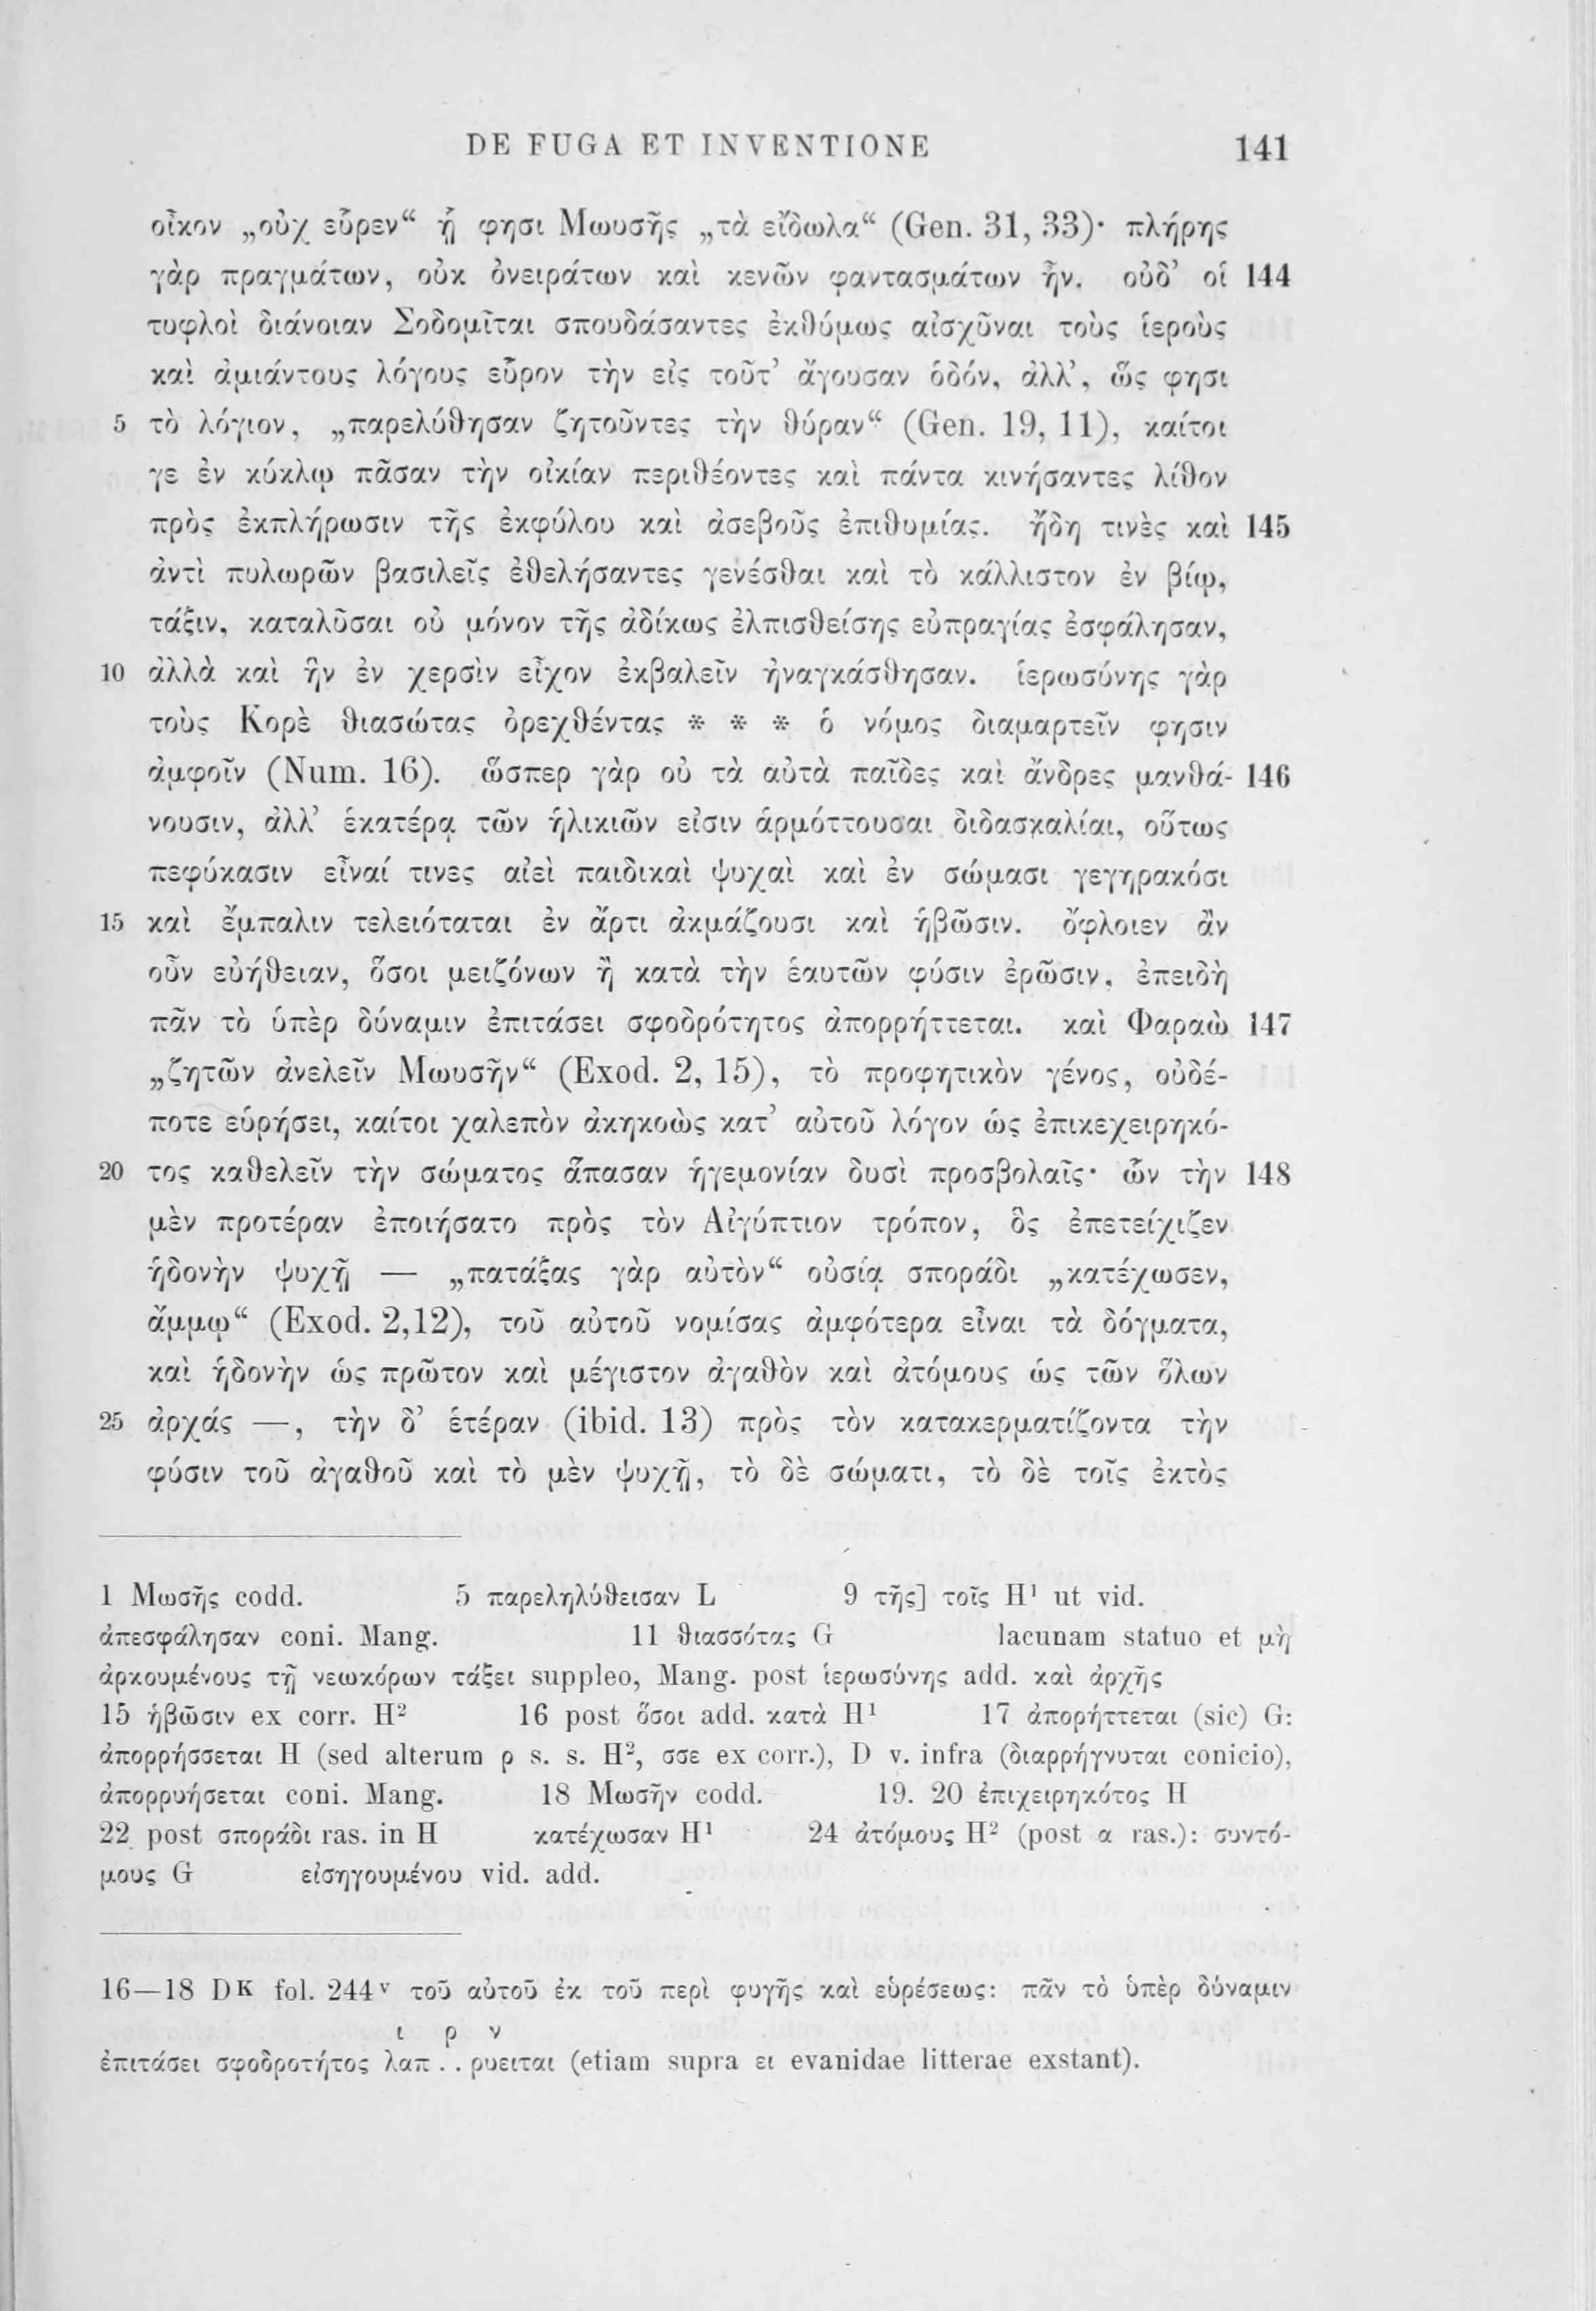 DE FUGA ET INVENTIONE 141
οἶκον „οὐχ εὗρεν“ ᾗ φησι Μωυσῆς „τὰ εἴδωλα“ (Gen. 31, 33)· πλήρης
γὰρ πραγμάτων, οὐκ ὀνειράτων καὶ κενῶν φαντασμάτων ἦν. οὐδ’ οἱ 144
τυφλοὶ διάνοιαν Σοδομῖται σπουδάσαντες ἐκθύμως αἰσχῦναι τοὺς ἱεροὺς
καὶ ἀμιάντους λόγους εὗρον τὴν εἰς τοῦτ’ ἄγουσαν ὁδόν, ἀλλ’, ὥς φησι
5 τὸ λόγιον, „παρελύθησαν ζητοῦντες τὴν θύραν“ (Gen. 19, 11), καίτοι
γε ἐν κύκλῳ πᾶσαν τὴν οἰκίαν περιθέοντες καὶ πάντα κινήσαντες λίθον
πρὸς ἐκπλήρωσιν τῆς ἐκφύλου καὶ ἀσεβοῦς ἐπιθυμίας. ἤδη τινὲς καὶ 145
ἀντὶ πυλωρῶν βασιλεῖς ἐθελήσαντες γενέσθαι καὶ τὸ κάλλιστον ἐν βίῳ,
τάξιν, καταλῦσαι οὐ μόνον τῆς ἀδίκως ἐλπισθείσης εὐπραγίας ἐσφάλησαν,
10 ἀλλὰ καὶ ἣν ἐν χερσὶν εἶχον ἐκβαλεῖν ἠναγκάσθησαν. ἱερωσύνης γὰρ
τοὺς Κορὲ θιασώτας ὀρεχθέντας * * * ὁ νόμος διαμαρτεῖν φησιν
ἀμφοῖν (Num. 16). ὥσπερ γὰρ οὐ τὰ αὐτὰ παῖδες καὶ ἄνδρες μανθά- 146
νουσιν, ἀλλ’ ἑκατέρᾳ τῶν ἡλικιῶν εἰσιν ἁρμόττουσαι διδασκαλίαι, οὕτως
πεφύκασιν εἶναί τινες αἰεὶ παιδικαὶ ψυχαὶ καὶ ἐν σώμασι γεγηρακόσι
15 καὶ ἔμπαλιν τελειόταται ἐν ἄρτι ἀκμάζουσι καὶ ἡβῶσιν. ὄφλοιεν ἂν
οὖν εὐήθειαν, ὅσοι μειζόνων ἢ κατὰ τὴν ἑαυτῶν φύσιν ἐρῶσιν, ἐπειδὴ
πᾶν τὸ ὑπὲρ δύναμιν ἐπιτάσει σφοδρότητος ἀπορρήττεται. καὶ Φαραὼ 147
„ζητῶν ἀνελεῖν Μωυσῆν“ (Exod. 2, 15), τὸ προφητικὸν γένος, οὐδέ-
ποτε εὑρήσει, καίτοι χαλεπὸν ἀκηκοὼς κατ’ αὐτοῦ λόγον ὡς ἐπικεχειρηκό-
20 τος καθελεῖν τὴν σώματος ἅπασαν ἡγεμονίαν δυσὶ προσβολαῖς· ὧν τὴν 148
μὲν προτέραν ἐποιήσατο πρὸς τὸν Αἰγύπτιον τρόπον, ὃς ἐπετείχιζεν
ἡδονὴν ψυχῇ — „πατάξας γὰρ αὐτὸν“ οὐσίᾳ σποράδι „κατέχωσεν,
ἄμμῳ“ (Exod. 2,12), τοῦ αὐτοῦ νομίσας ἀμφότερα εἶναι τὰ δόγματα,
καὶ ἡδονὴν ὡς πρῶτον καὶ μέγιστον ἀγαθὸν καὶ ἀτόμους ὡς τῶν ὅλων
25 ἀρχάς —, τὴν δ’ ἑτέραν (ibid. 13) πρὸς τὸν κατακερματίζοντα τὴν
φύσιν τοῦ ἀγαθοῦ καὶ τὸ μὲν ψυχῇ, τὸ δὲ σώματι, τὸ δὲ τοῖς ἐκτὸς
1 Μωσῆς codd. 5 παρεληλύθεισαν L 9 τῆς] τοῖς H¹ ut vid.
ἀπεσφάλησαν coni. Mang. 11 θιασσότας G lacunam statuo et μὴ
ἀρκουμένους τῇ νεωκόρων τάξει suppleo, Mang. post ἱερωσύνης add. καὶ ἀρχῆς
15 ἡβῶσιν ex corr. H² 16 post ὅσοι add. κατὰ H¹ 17 ἀπορήττεται (sic) G:
ἀπορρήσσεται H (sed alterum ρ s. s. H², σσε ex corr.), D v. infra (διαρρήγνυται conicio),
ἀπορρυήσεται coni. Mang. 18 Μωσῆν codd. 19. 20 ἐπιχειρηκότος H
22 post σποράδι ras. in H κατέχωσαν H¹ 24 ἀτόμους H² (post α ras.): συντό-
μους G εἰσηγουμένου vid. add.
16—18 Dᴷ fol. 244ᵛ τοῦ αὐτοῦ ἐκ τοῦ περὶ φυγῆς καὶ εὑρέσεως: πᾶν τὸ ὑπὲρ δύναμιν
ι ρ ν
ἐπιτάσει σφοδροτήτος λαπ . . ρυειται (etiam supra ει evanidae litterae exstant).